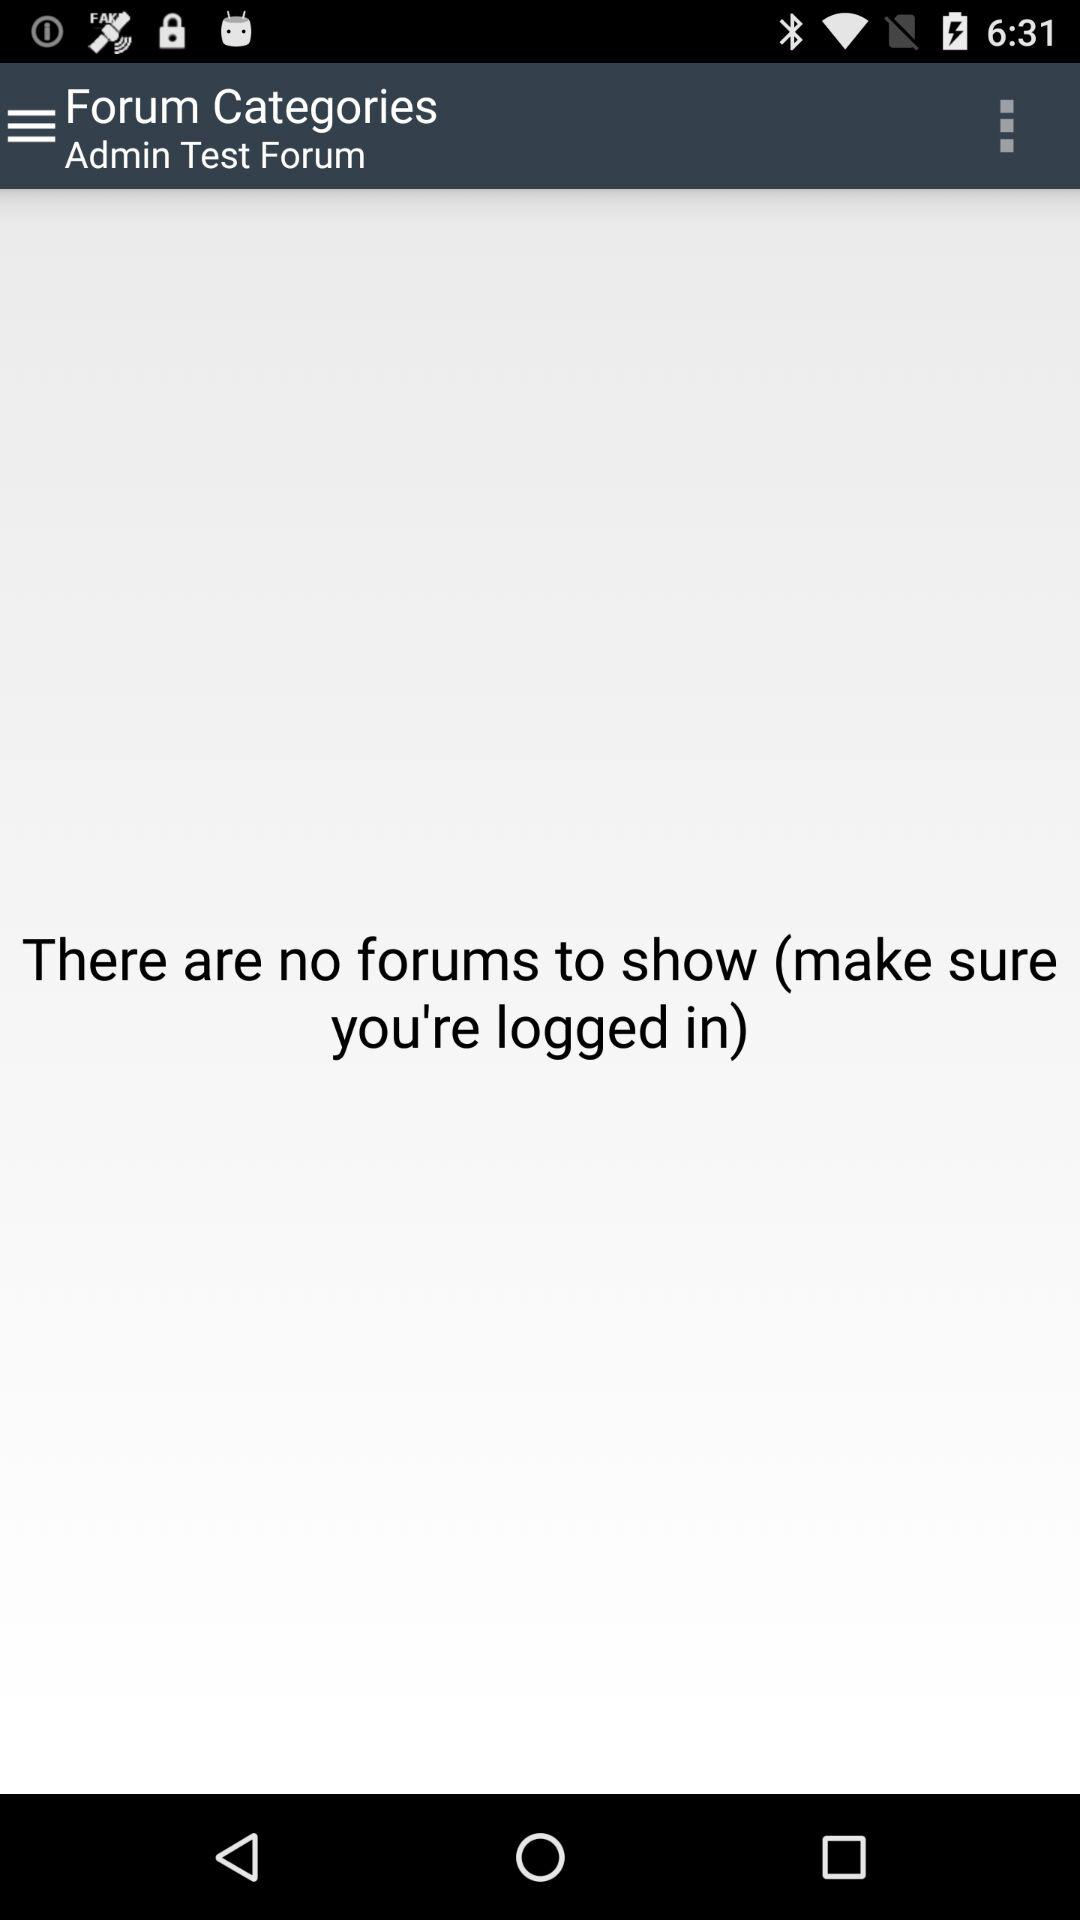 FAKE
6:31
Forum Categories
Admin Test Forum
There are no forums to show (make sure
you're logged in)